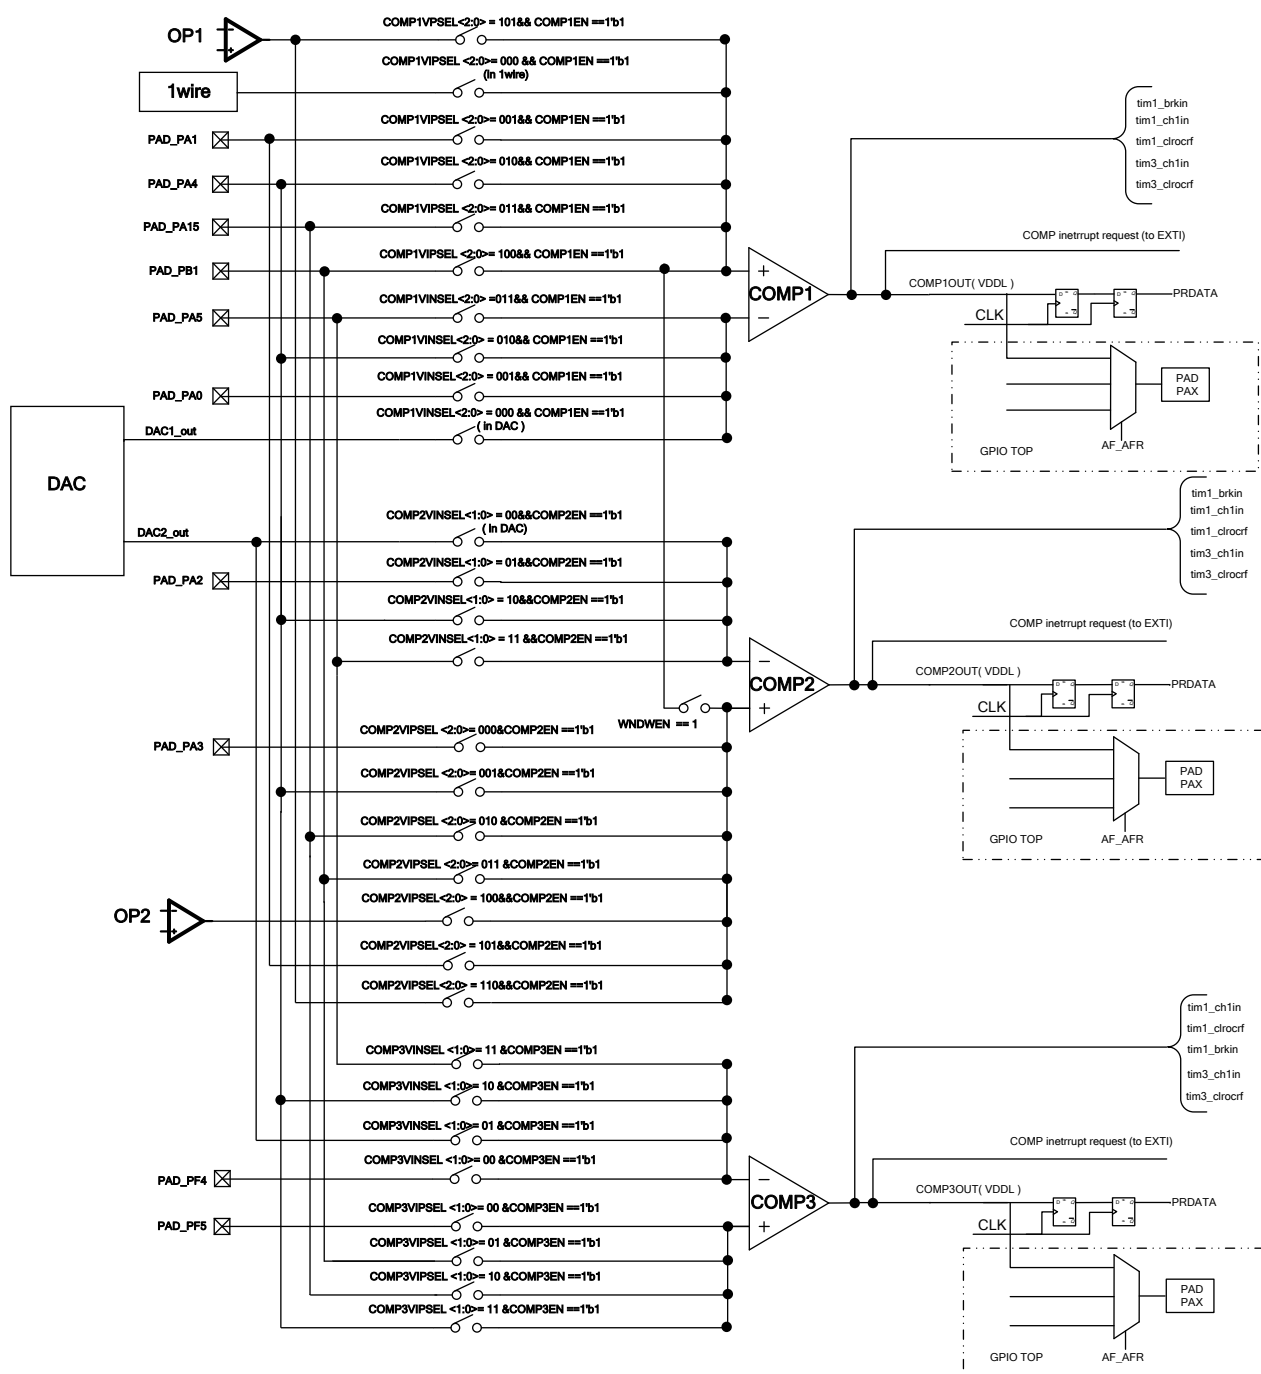 COMP1VPSEL<2:0> = 101&& COMP1EN ==1'b1
OP1
COMP1VIPSEL <2:0>= 000 && COMP1EN ==1'b1
(in 1wire)
1wire
COMP1VIPSEL <2:0>= 001&& COMP1EN ==1'b1
PAD_PA1
COMP1VIPSEL <2:0>= 010&& COMP1EN ==1'b1
PAD_PA4
COMP1VIPSEL <2:0>= 011&& COMP1EN ==1'b1
PAD_PA15
COMP1VIPSEL <2:0>= 100&& COMP1EN ==1'b1
PAD_PB1
COMP1VINSEL<2:0> =011&& COMP1EN ==1'b1
PAD_PA5
COMP1VINSEL<2:0> = 010&& COMP1EN ==1'b1
COMP1VINSEL<2:0> = 001&& COMP1EN ==1'b1
PAD_PA0
COMP1VINSEL<2:0> = 000 && COMP1EN ==1'b1
( in DAC )
DAC1_out
DAC
DAC2_out
+
COMP1
−
tim1_brkin
tim1_ch1in
tim1_clrocrf
tim3_ch1in
tim3_clrocrf
COMP inetrrupt request (to EXTI)
COMP1OUT( VDDL )
D
Q
D
Q
PRDATA
CLK
PAD
PAX
AF_AFR
GPIO TOP
COMP2VINSEL<1:0> = 00&&COMP2EN ==1'b1
( in DAC)
COMP2VINSEL<1:0> = 01&&COMP2EN ==1'b1
PAD_PA2
COMP2VINSEL<1:0> = 10&&COMP2EN ==1'b1
COMP2VINSEL<1:0> = 11 &&COMP2EN ==1'b1
−
COMP2
+
WNDWEN == 1
COMP2VIPSEL <2:0>= 000&COMP2EN ==1'b1
PAD_PA3
COMP2VIPSEL <2:0>= 001&COMP2EN ==1'b1
COMP2VIPSEL <2:0>= 010 &COMP2EN ==1'b1
COMP2VIPSEL <2:0>= 011 &COMP2EN ==1'b1
COMP2VIPSEL<2:0> = 100&&COMP2EN ==1'b1
OP2
COMP2VIPSEL<2:0> = 101&&COMP2EN ==1'b1
COMP2VIPSEL<2:0> = 110&&COMP2EN ==1'b1
tim1_brkin
tim1_ch1in
tim1_clrocrf
tim3_ch1in
tim3_clrocrf
COMP inetrrupt request (to EXTI)
COMP2OUT( VDDL )
D
Q
D
Q
PRDATA
CLK
PAD
PAX
GPIO TOP
AF_AFR
COMP3VINSEL <1:0>= 11 &COMP3EN ==1'b1
COMP3VINSEL <1:0>= 10 &COMP3EN ==1'b1
COMP3VINSEL <1:0>= 01 &COMP3EN ==1'b1
COMP3VINSEL <1:0>= 00 &COMP3EN ==1'b1
PAD_PF4
COMP3VIPSEL <1:0>= 00 &COMP3EN ==1'b1
PAD_PF5
COMP3VIPSEL <1:0>= 01 &COMP3EN ==1'b1
COMP3VIPSEL <1:0>= 10 &COMP3EN ==1'b1
COMP3VIPSEL <1:0>= 11 &COMP3EN ==1'b1
−
COMP3
+
tim1_ch1in
tim1_clrocrf
tim1_brkin
tim3_ch1in
tim3_clrocrf
COMP inetrrupt request (to EXTI)
COMP3OUT( VDDL )
D
Q
D
Q
PRDATA
CLK
PAD
PAX
GPIO TOP
AF_AFR